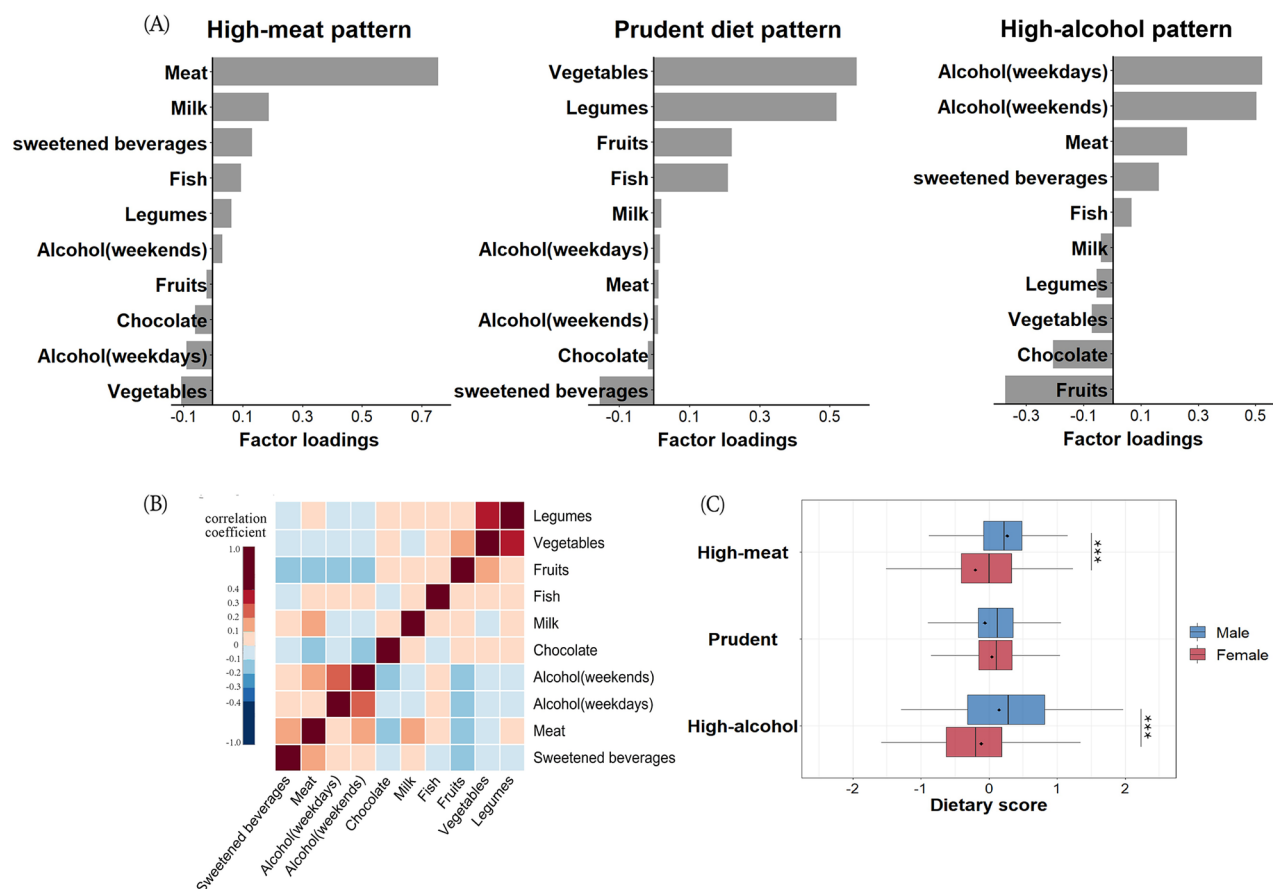 (A)
High-meat pattern
Meat
Milk
sweetened beverages
Fish
Legumes
Alcohol(weekends)
Fruits
Chocolate
Alcohol(weekdays)
Vegetables
-0.1 0.1 0.3 0.5 0.7
Factor loadings
Prudent diet pattern
Vegetables
Legumes
Fruits
Fish
Milk
Alcohol(weekdays)
Meat
Alcohol(weekends)
Chocolate
sweetened beverages
-0.1 0.1 0.3 0.5
Factor loadings
High-alcohol pattern
Alcohol(weekdays)
Alcohol(weekends)
Meat
sweetened beverages
Fish
Milk
Legumes
Vegetables
Chocolate
Fruits
-0.3 -0.1 0.1 0.3 0.5
Factor loadings
(B)
correlation
coefficient
1.0
0.4
0.3
0.2
0.1
0
-0.1
-0.2
-0.3
-0.4
-1.0
Legumes
Vegetables
Fruits
Fish
Milk
Chocolate
Alcohol(weekends)
Alcohol(weekdays)
Meat
Sweetened beverages
Sweetened beverages
Meat
Alcohol(weekdays)
Alcohol(weekends)
Chocolate
Milk
Fish
Fruits
Vegetables
Legumes
(C)
High-meat
***
Prudent
High-alcohol
***
-2 -1 0 1 2
Dietary score
Male
Female